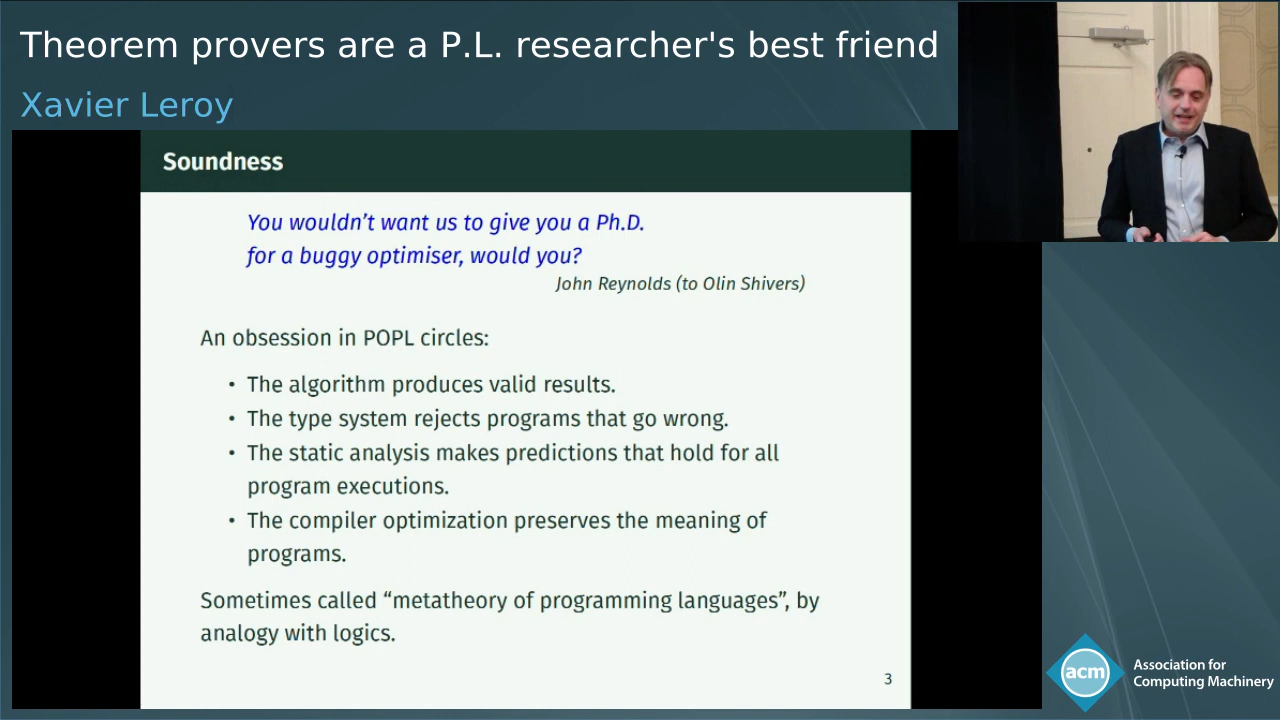 Theorem provers are a P.L. researcher's best friend
Xavier Leroy
Soundness
You wouldn't want us to give you a Ph.D.
for a buggy optimiser, would you?
John Reynolds (to Olin Shivers)
An obsession in POPL circles:
• The algorithm produces valid results.
• The type system rejects programs that go wrong.
• The static analysis makes predictions that hold for all
program executions.
• The compiler optimization preserves the meaning of
programs.
Sometimes called “metatheory of programming languages”, by
analogy with logics.
3
acm
Association for
Computing Machinery